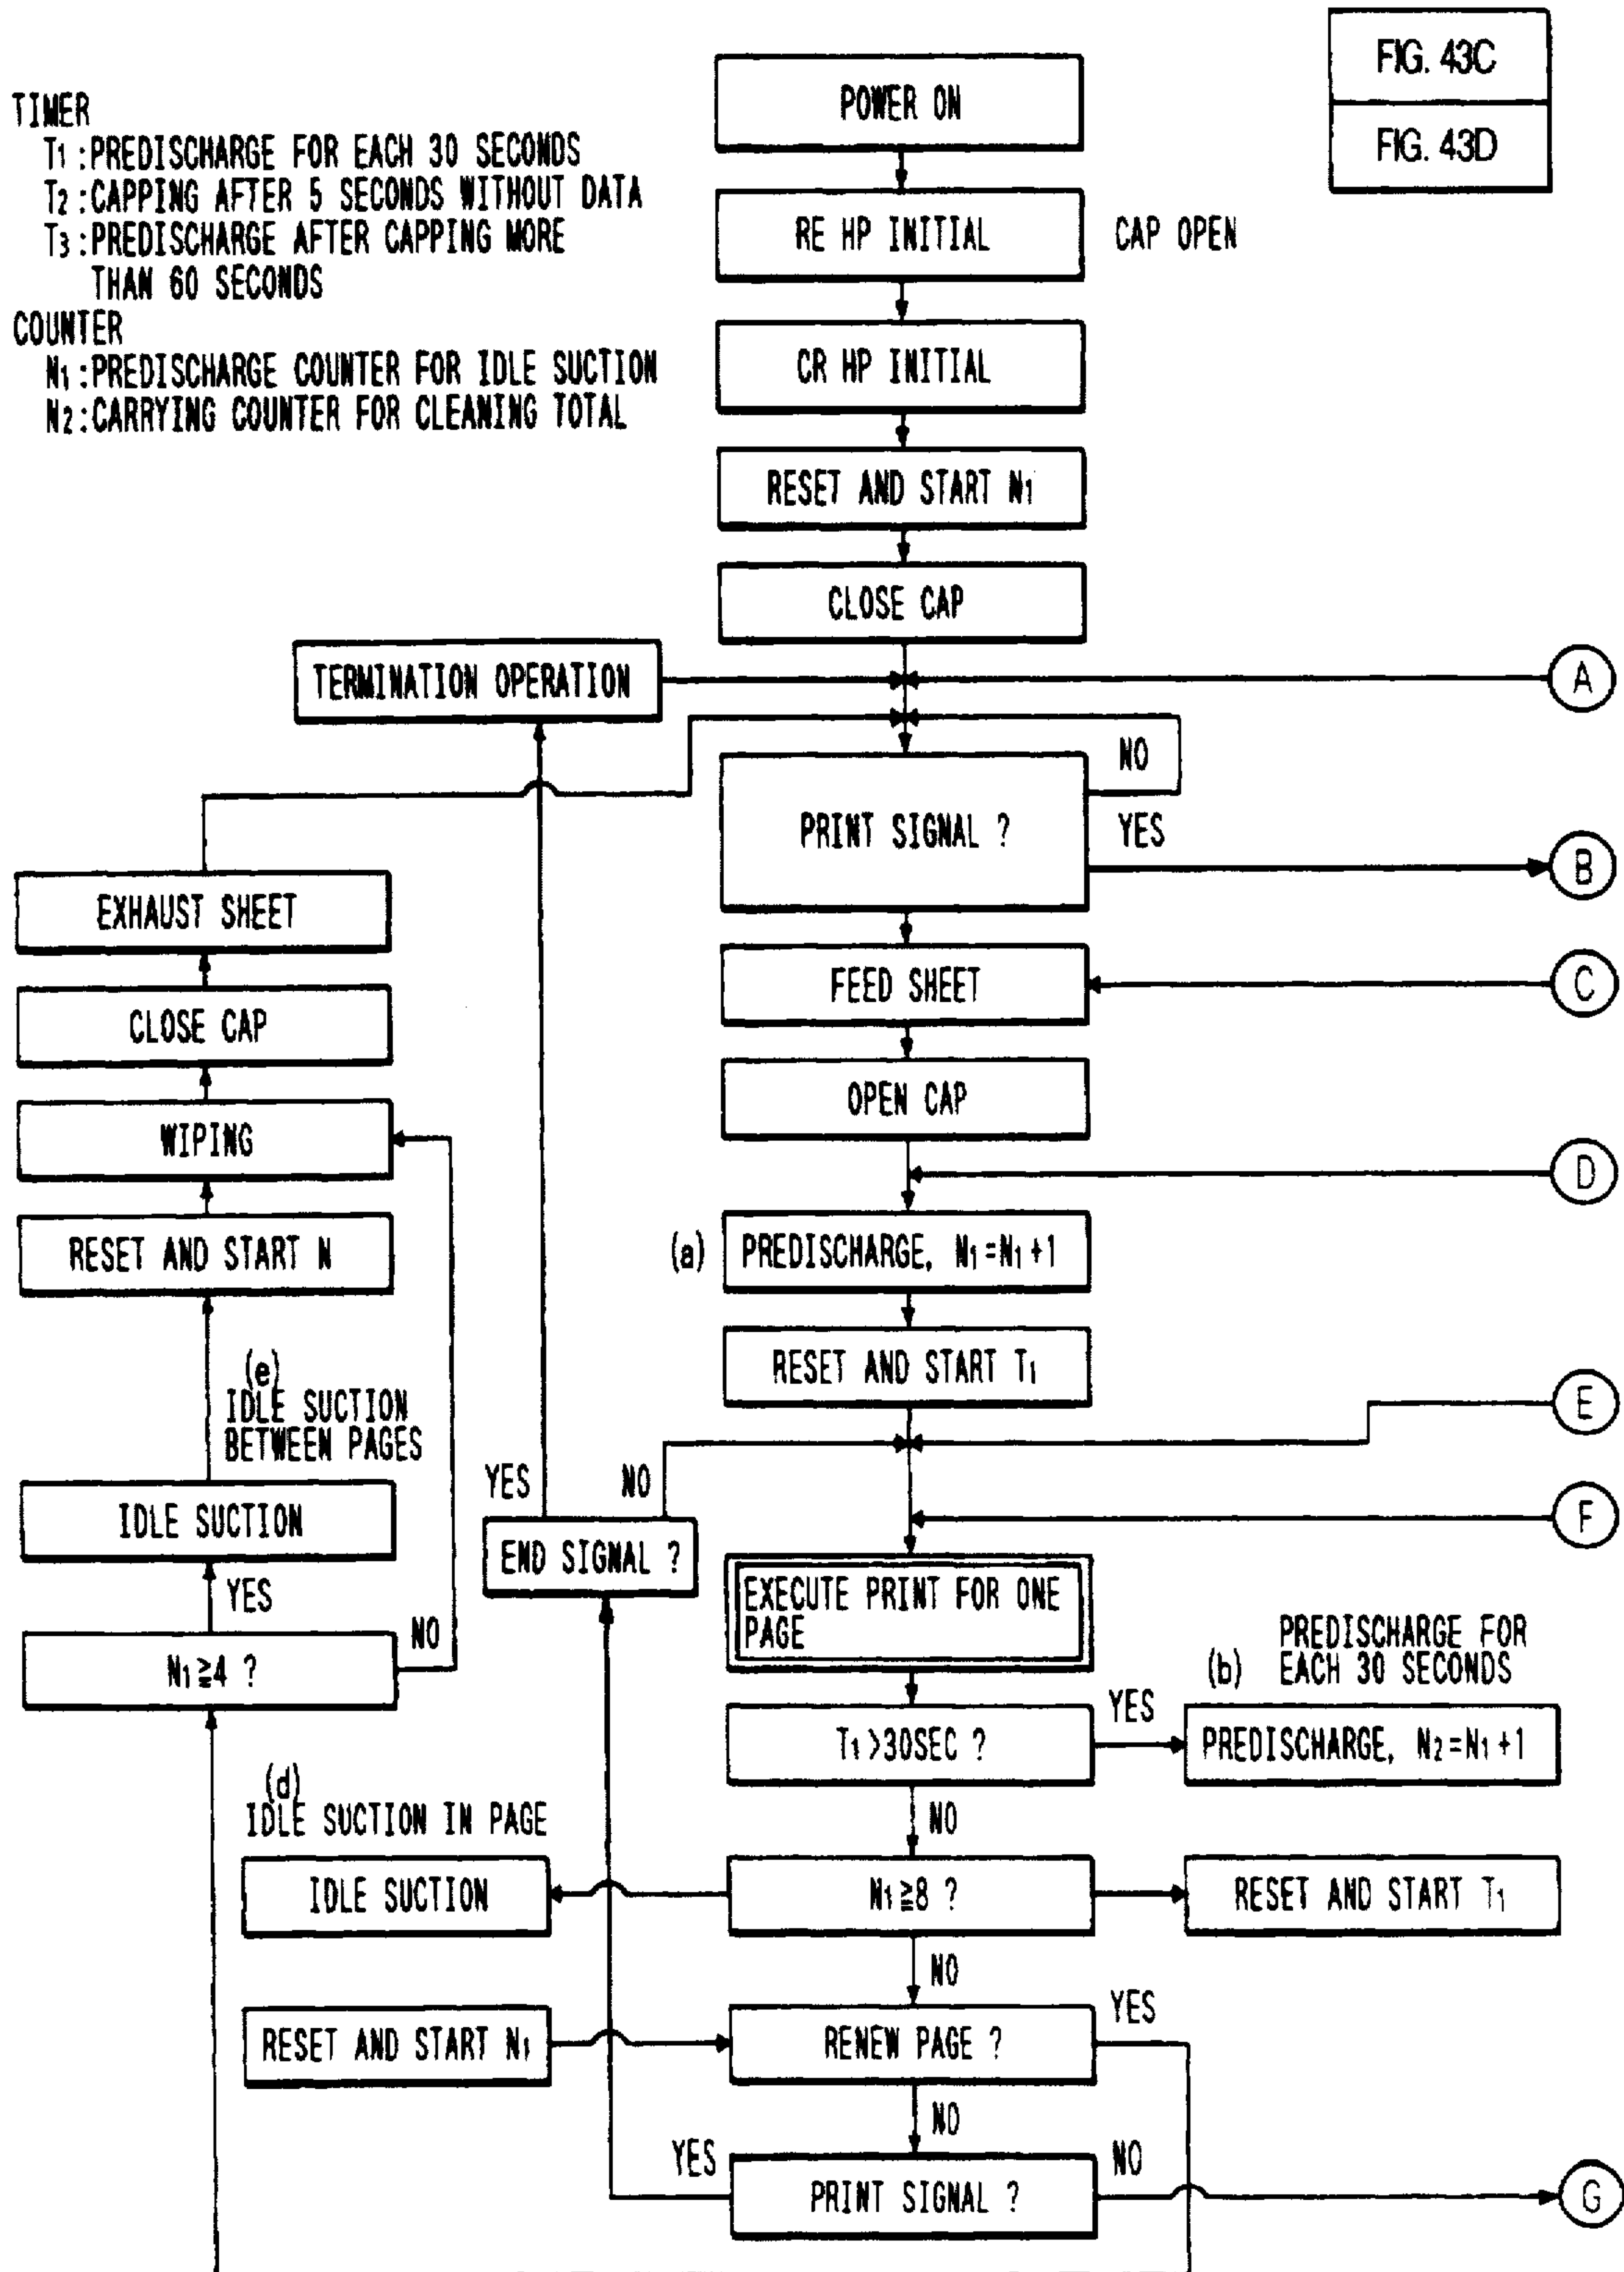 FIG. 43C
FIG. 43D
TIMER
T1:PREDISCHARGE FOR EACH 30 SECONDS
T2:CAPPING AFTER 5 SECONDS WITHOUT DATA
T3:PREDISCHARGE AFTER CAPPING MORE
THAN 60 SECONDS
COUNTER
N1:PREDISCHARGE COUNTER FOR IDLE SUCTION
N2:CARRYING COUNTER FOR CLEANING TOTAL
POWER ON
RE HP INITIAL
CAP OPEN
CR HP INITIAL
RESET AND START N1
CLOSE CAP
TERMINATION OPERATION
A
NO
PRINT SIGNAL ?
YES
B
EXHAUST SHEET
FEED SHEET
C
CLOSE CAP
OPEN CAP
WIPING
D
RESET AND START N
(a)
PREDISCHARGE, N1=N1+1
RESET AND START T1
(e)
IDLE SUCTION
BETWEEN PAGES
E
YES
NO
IDLE SUCTION
F
END SIGNAL ?
YES
EXECUTE PRINT FOR ONE
PAGE
NO
N1≧4 ?
(b)
PREDISCHARGE FOR
EACH 30 SECONDS
T1>30SEC ?
YES
PREDISCHARGE, N2=N1+1
(d)
IDLE SUCTION IN PAGE
NO
IDLE SUCTION
N1≧8 ?
RESET AND START T1
NO
RESET AND START N1
RENEW PAGE ?
YES
NO
YES
PRINT SIGNAL ?
NO
G